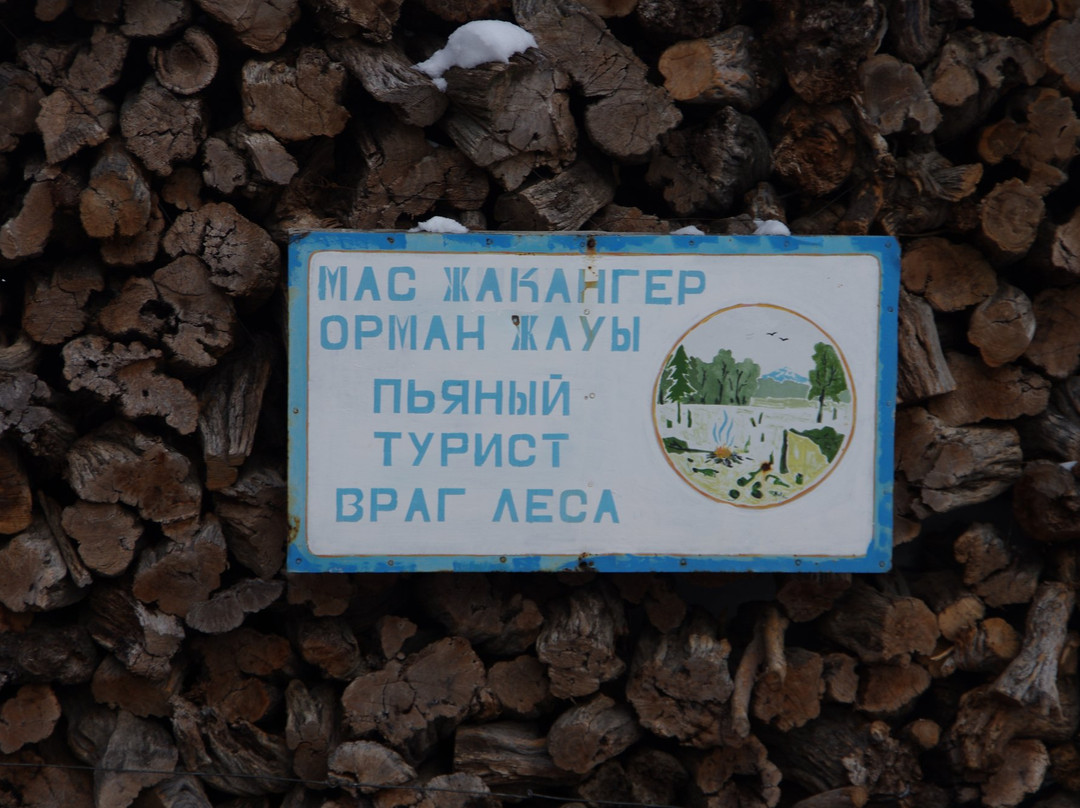 МАС ЖАКАНГЕР
ОРМАН ЖАУЫ
ПЬЯНЫЙ
ТУРИСТ
ВРАГ ЛЕСА